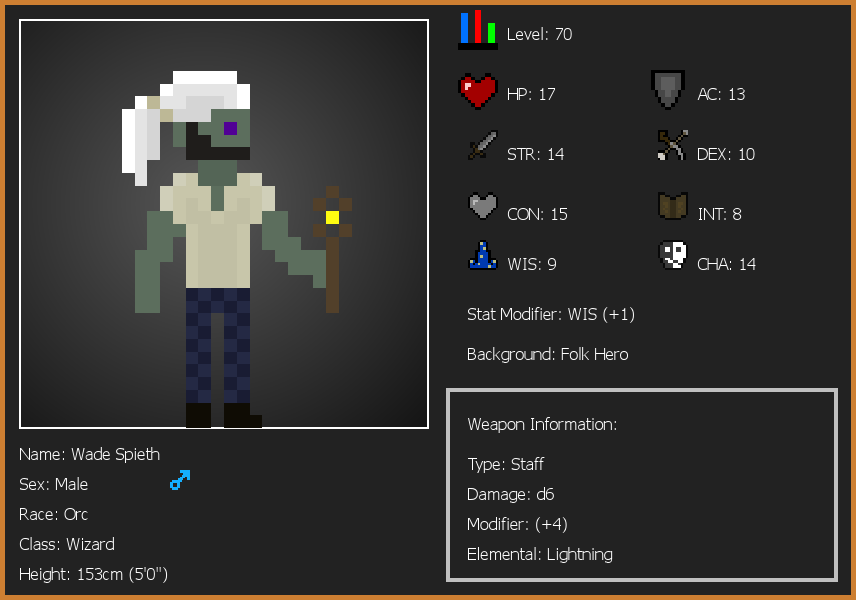 Level: 70
HP: 17
AC: 13
STR: 14
DEX: 10
CON: 15
INT: 8
WIS: 9
CHA: 14
Stat Modifier: WIS (+1)
Background: Folk Hero
Weapon Information:
Type: Staff
Damage: d6
Modifier: (+4)
Elemental: Lightning
Name: Wade Spieth
Sex: Male
Race: Orc
Class: Wizard
Height: 153cm (5'0")